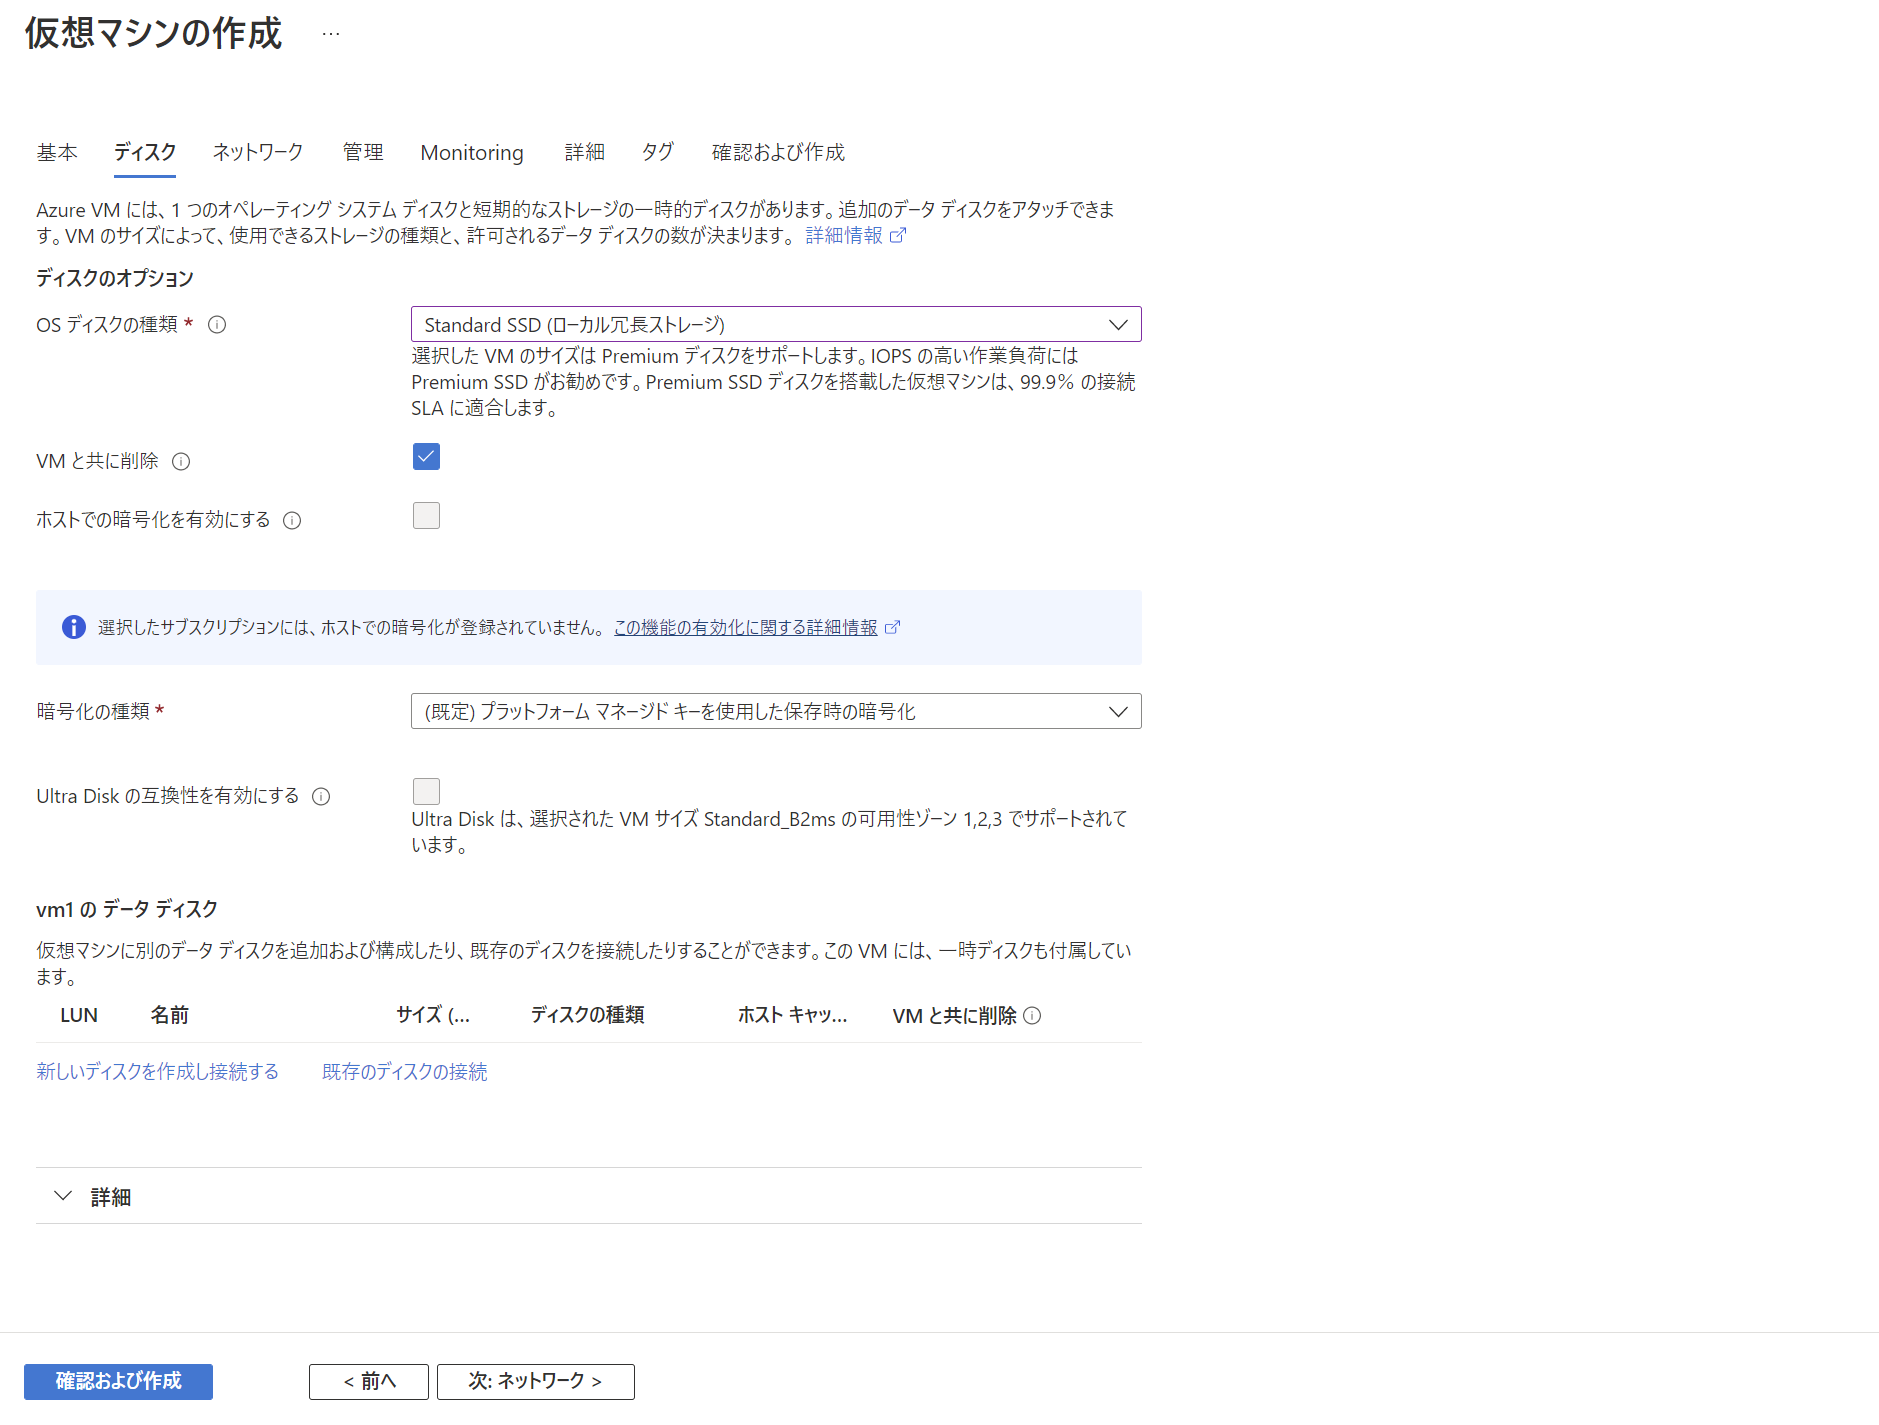 仮想マシンの作成 …
基本 ディスク ネットワーク 管理 Monitoring 詳細 タグ 確認および作成
Azure VM には、1 つのオペレーティング システム ディスクと短期的なストレージの一時的ディスクがあります。追加のデータ ディスクをアタッチできま
す。VM のサイズによって、使用できるストレージの種類と、許可されるデータ ディスクの数が決まります。 詳細情報
ディスクのオプション
OS ディスクの種類 *
Standard SSD (ローカル冗長ストレージ)
選択した VM のサイズは Premium ディスクをサポートします。IOPS の高い作業負荷には
Premium SSD がお勧めです。Premium SSD ディスクを搭載した仮想マシンは、99.9% の接続
SLA に適合します。
VM と共に削除
ホストでの暗号化を有効にする
選択したサブスクリプションには、ホストでの暗号化が登録されていません。 この機能の有効化に関する詳細情報
暗号化の種類 *
(既定) プラットフォーム マネージド キーを使用した保存時の暗号化
Ultra Disk の互換性を有効にする
Ultra Disk は、選択された VM サイズ Standard_B2ms の可用性ゾーン 1,2,3 でサポートされて
います。
vm1 の データ ディスク
仮想マシンに別のデータ ディスクを追加および構成したり、既存のディスクを接続したりすることができます。この VM には、一時ディスクも付属してい
ます。
LUN 名前 サイズ (... ディスクの種類 ホスト キャッ... VM と共に削除
新しいディスクを作成し接続する 既存のディスクの接続
詳細
確認および作成 < 前へ 次: ネットワーク >